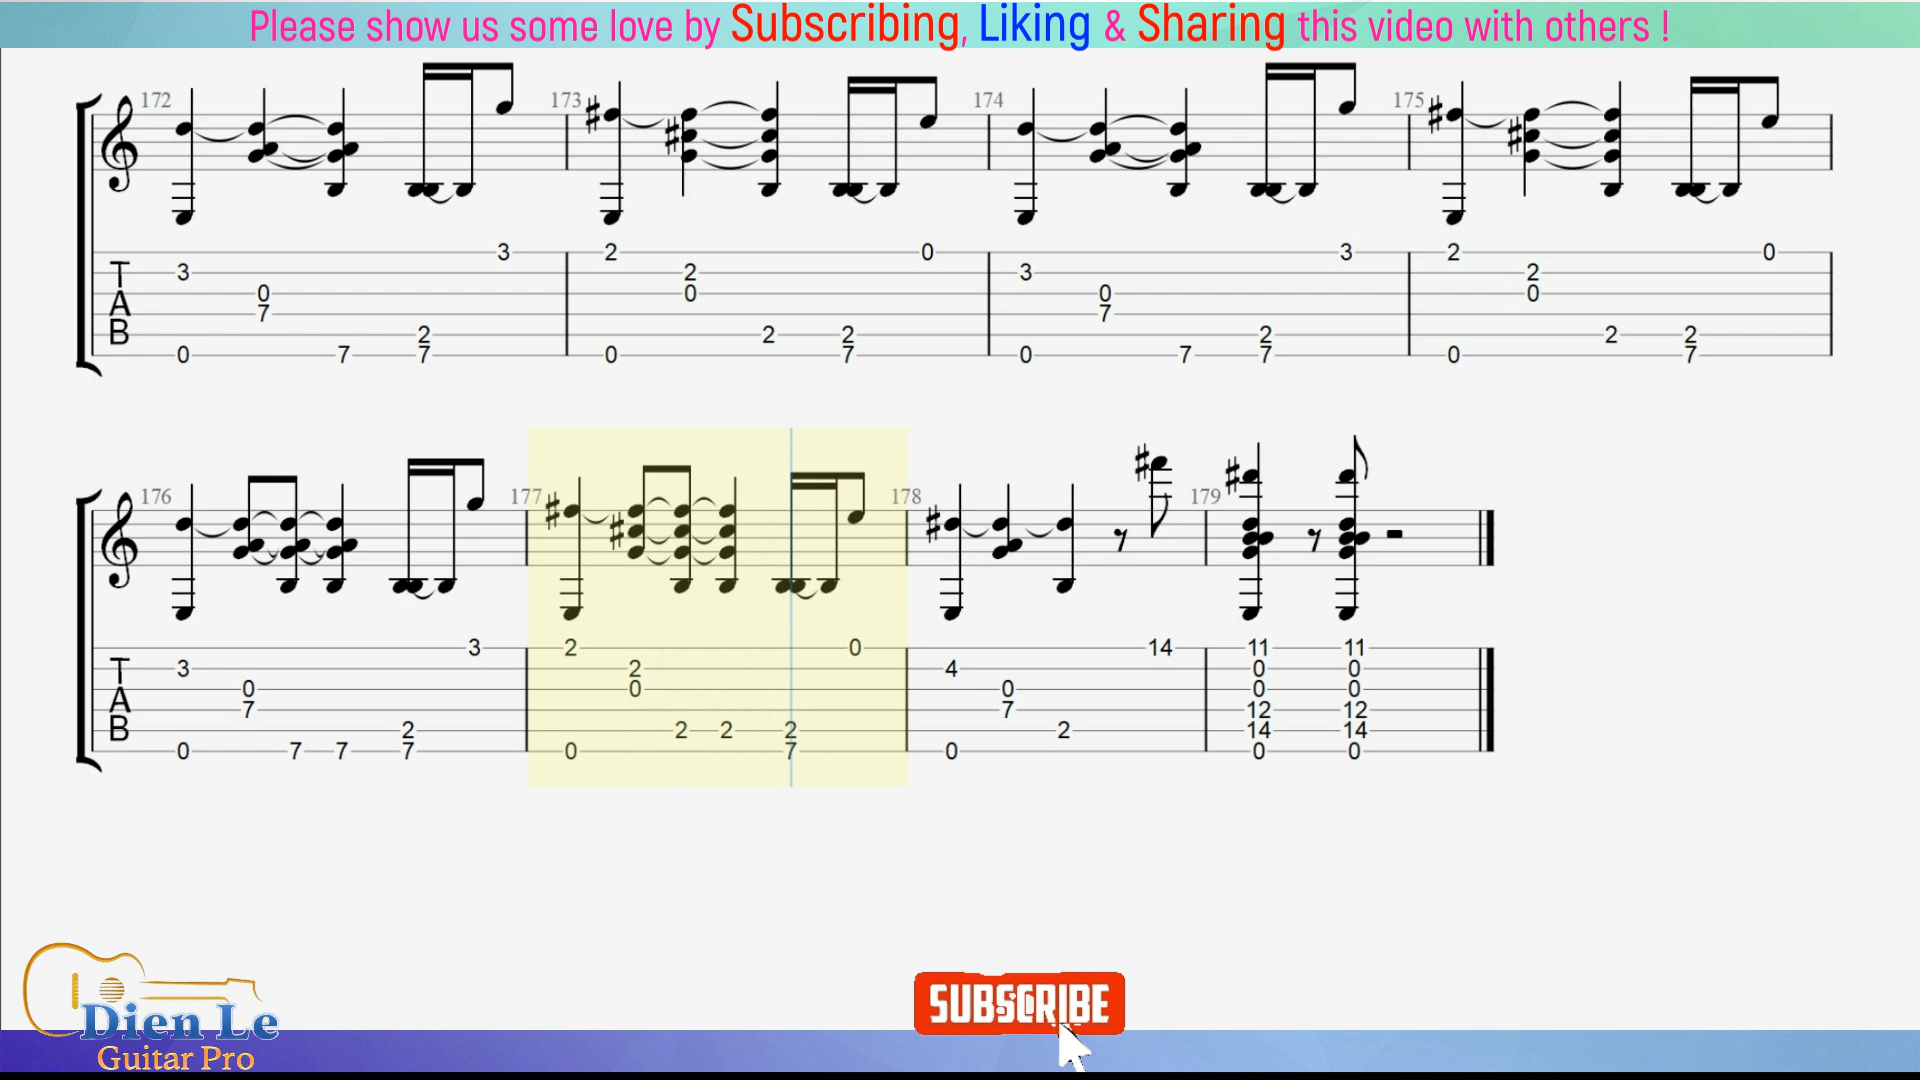 Please show us some love by Subscribing, Liking & Sharing this video with others !
172 173 174 175
3 2 3 2 0
T 3 2 3 2
A 0 0 0 0
7 7
B 2 2 2 2 2 2
0 7 7 0 7 0 7 7 0 7
176 177 178 179
3 2 0 14 11 11
T 3 2 4 0 0
A 0 0 0 0 0
7 7 12 12
B 2 2 2 2 2 14 14
0 7 7 7 0 7 0 0 0
SUBSCRIBE
Dien Le
Guitar Pro